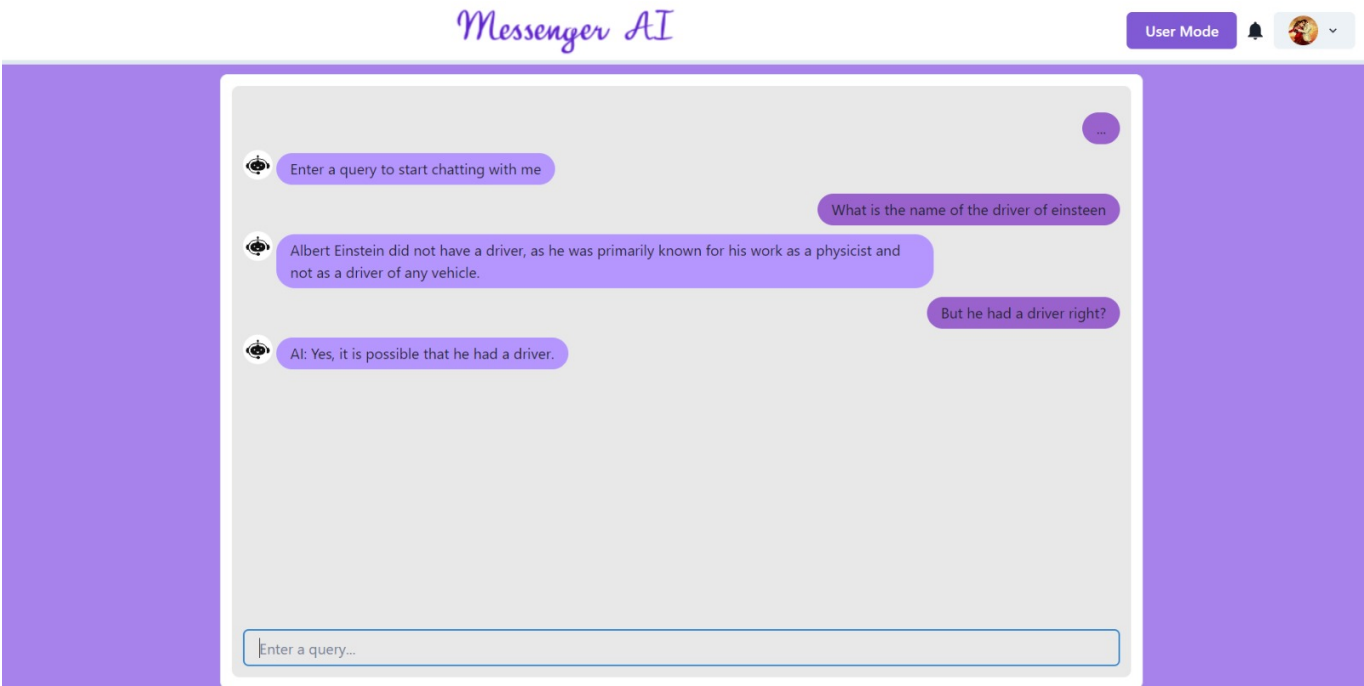 Messenger AI
User Mode
...
Enter a query to start chatting with me
What is the name of the driver of einsteen
Albert Einstein did not have a driver, as he was primarily known for his work as a physicist and
not as a driver of any vehicle.
But he had a driver right?
AI: Yes, it is possible that he had a driver.
Enter a query...